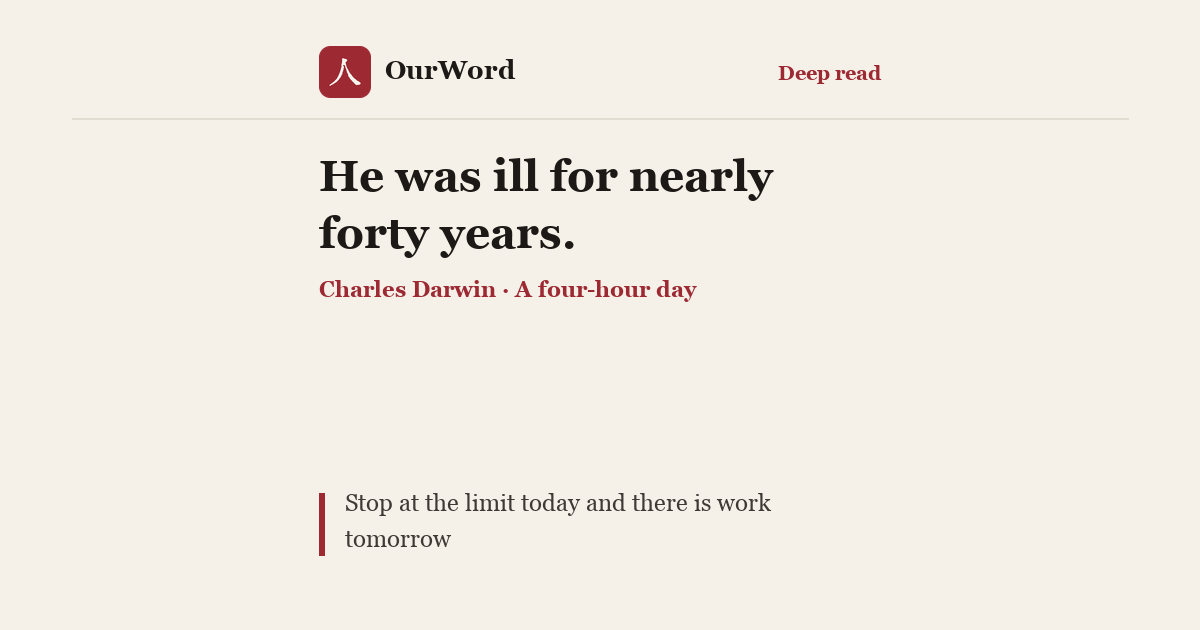 人 OurWord
Deep read
He was ill for nearly
forty years.
Charles Darwin · A four-hour day
Stop at the limit today and there is work
tomorrow